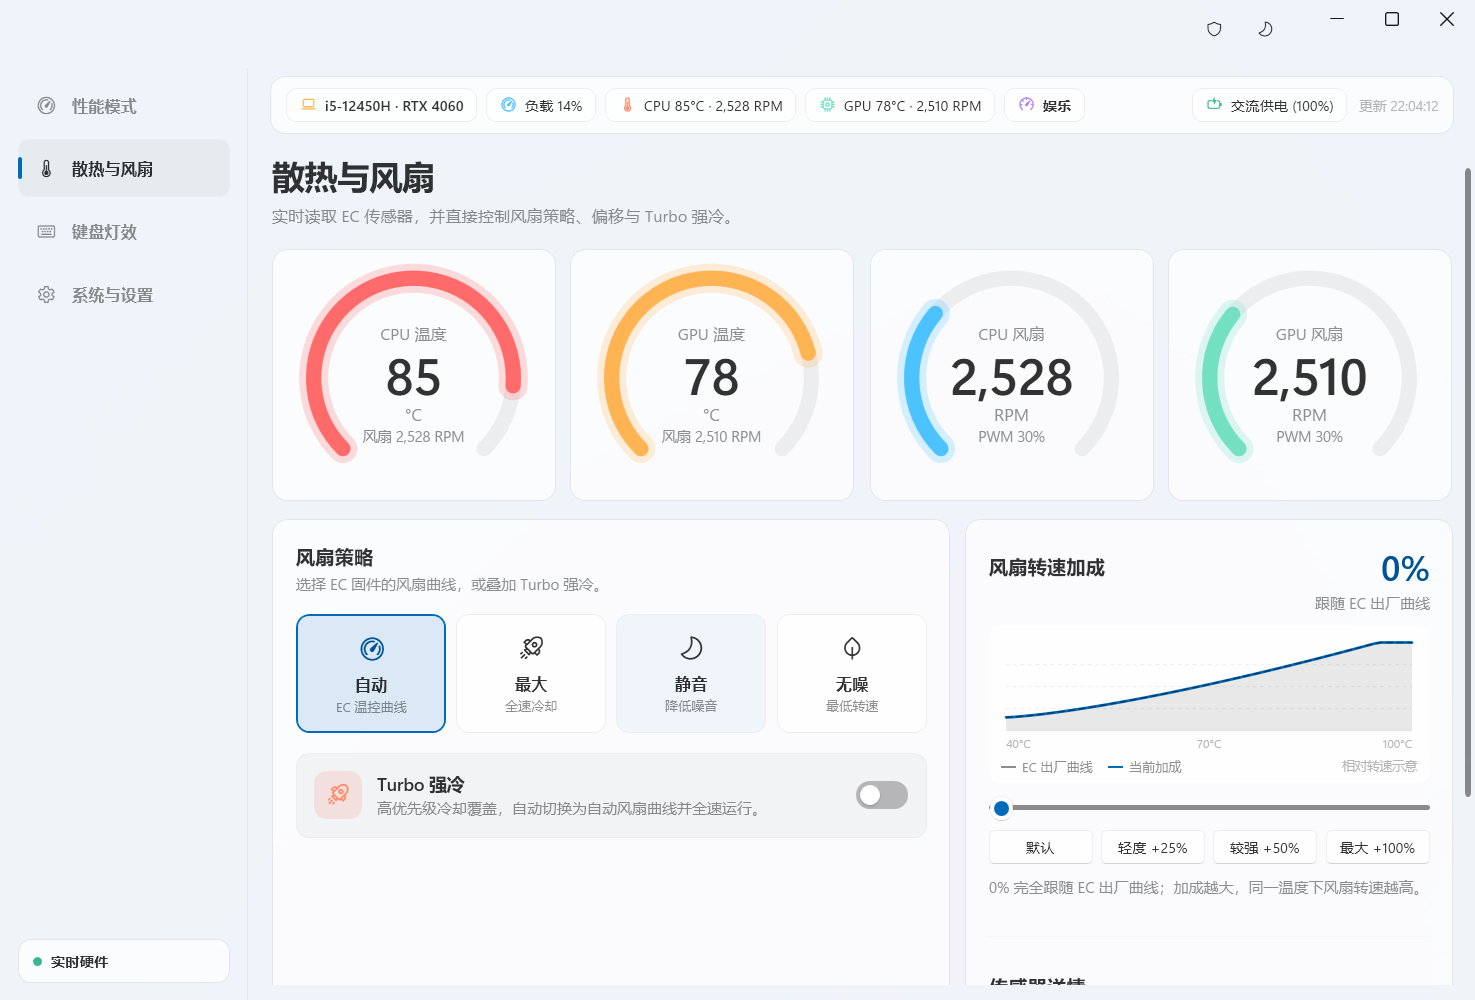 性能模式
散热与风扇
键盘灯效
系统与设置
实时硬件
i5-12450H · RTX 4060
负载 14%
CPU 85°C · 2,528 RPM
GPU 78°C · 2,510 RPM
娱乐
交流供电 (100%)
更新 22:04:12
散热与风扇
实时读取 EC 传感器，并直接控制风扇策略、偏移与 Turbo 强冷。
CPU 温度
85
°C
风扇 2,528 RPM
GPU 温度
78
°C
风扇 2,510 RPM
CPU 风扇
2,528
RPM
PWM 30%
GPU 风扇
2,510
RPM
PWM 30%
风扇策略
选择 EC 固件的风扇曲线，或叠加 Turbo 强冷。
自动
EC 温控曲线
最大
全速冷却
静音
降低噪音
无噪
最低转速
Turbo 强冷
高优先级冷却覆盖，自动切换为自动风扇曲线并全速运行。
风扇转速加成
0%
跟随 EC 出厂曲线
40°C
70°C
100°C
EC 出厂曲线
当前加成
相对转速示意
默认
轻度 +25%
较强 +50%
最大 +100%
0% 完全跟随 EC 出厂曲线；加成越大，同一温度下风扇转速越高。
传感器详情